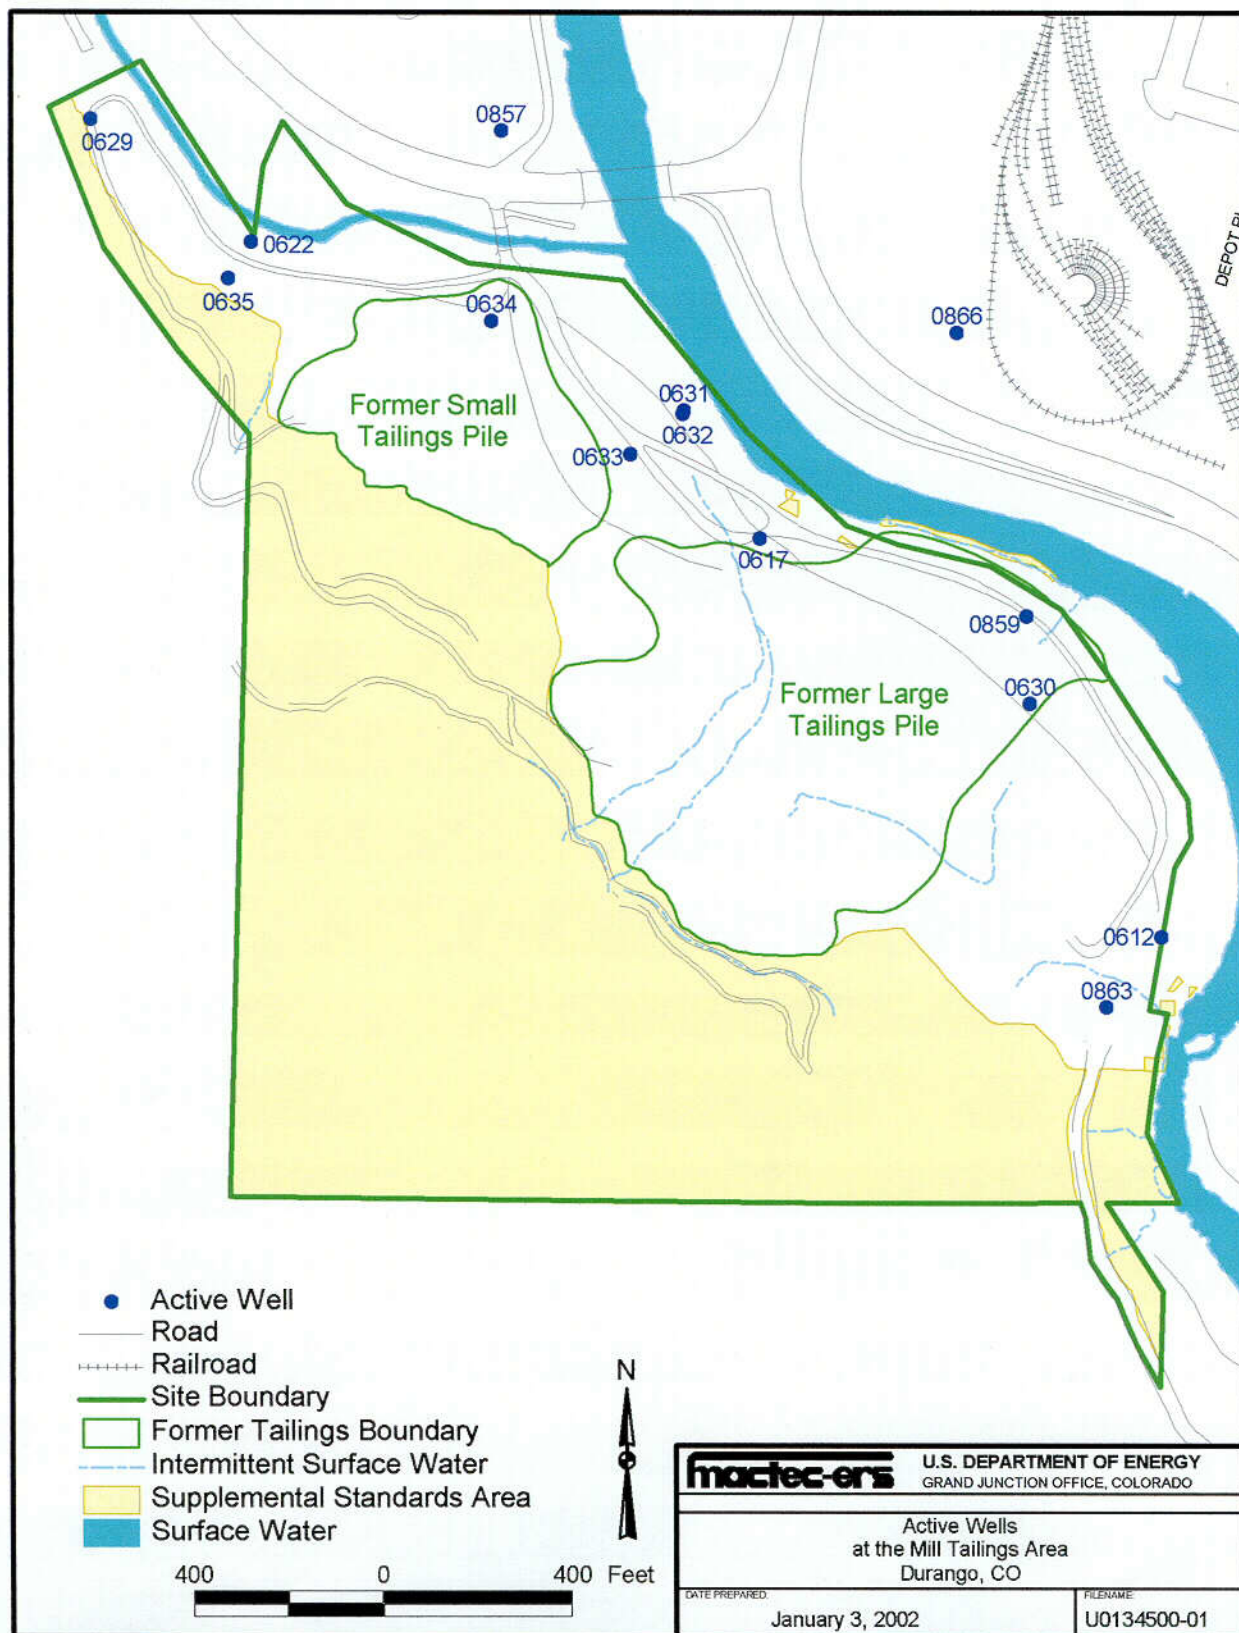 0857
0629
0622
0635
0634
0866
DEPOT
0631
0632
0633
Former Small
Tailings Pile
0617
0859
0630
Former Large
Tailings Pile
0612
0863
Active Well
Road
Railroad
Site Boundary
Former Tailings Boundary
Intermittent Surface Water
Supplemental Standards Area
Surface Water
N
400 0 400 Feet
mactec-ers
U.S. DEPARTMENT OF ENERGY
GRAND JUNCTION OFFICE, COLORADO
Active Wells
at the Mill Tailings Area
Durango, CO
DATE PREPARED:
January 3, 2002
FILENAME:
U0134500-01